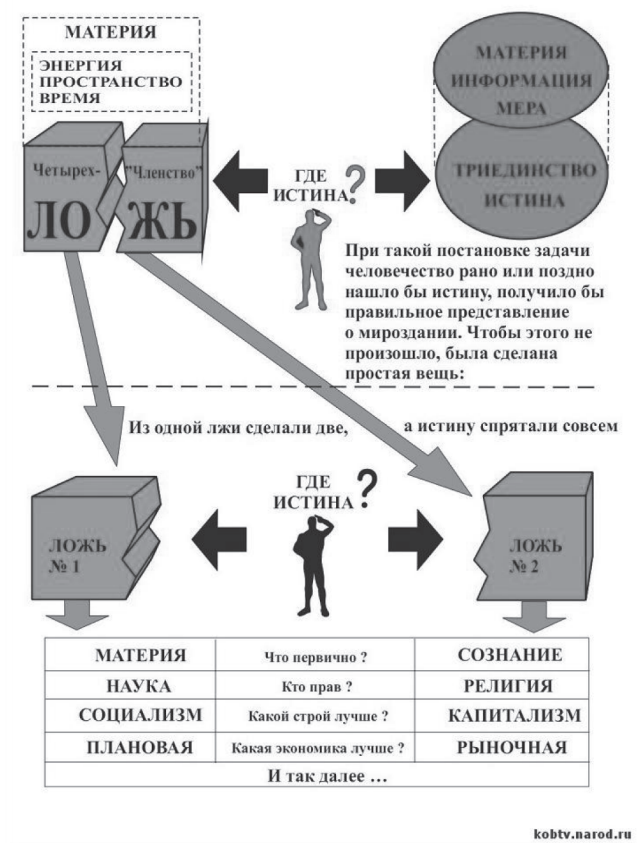 МАТЕРИЯ
ЭНЕРГИЯ
ПРОСТРАНСТВО
ВРЕМЯ
Четырех-
"Членство"
ЛО
ЖЬ
ГДЕ
ИСТИНА?
МАТЕРИЯ
ИНФОРМАЦИЯ
МЕРА
ТРИЕДИНСТВО
ИСТИНА
При такой постановке задачи
человечество рано или поздно
нашло бы истину, получило бы
правильное представление
о мироздании. Чтобы этого не
произошло, была сделана
простая вещь:
Из одной лжи сделали две,
а истину спрятали совсем
ГДЕ
ИСТИНА?
ЛОЖЬ
№ 1
ЛОЖЬ
№ 2
МАТЕРИЯ Что первично ? СОЗНАНИЕ
НАУКА Кто прав ? РЕЛИГИЯ
СОЦИАЛИЗМ Какой строй лучше ? КАПИТАЛИЗМ
ПЛАНОВАЯ Какая экономика лучше ? РЫНОЧНАЯ
И так далее ...
kobtv.narod.ru